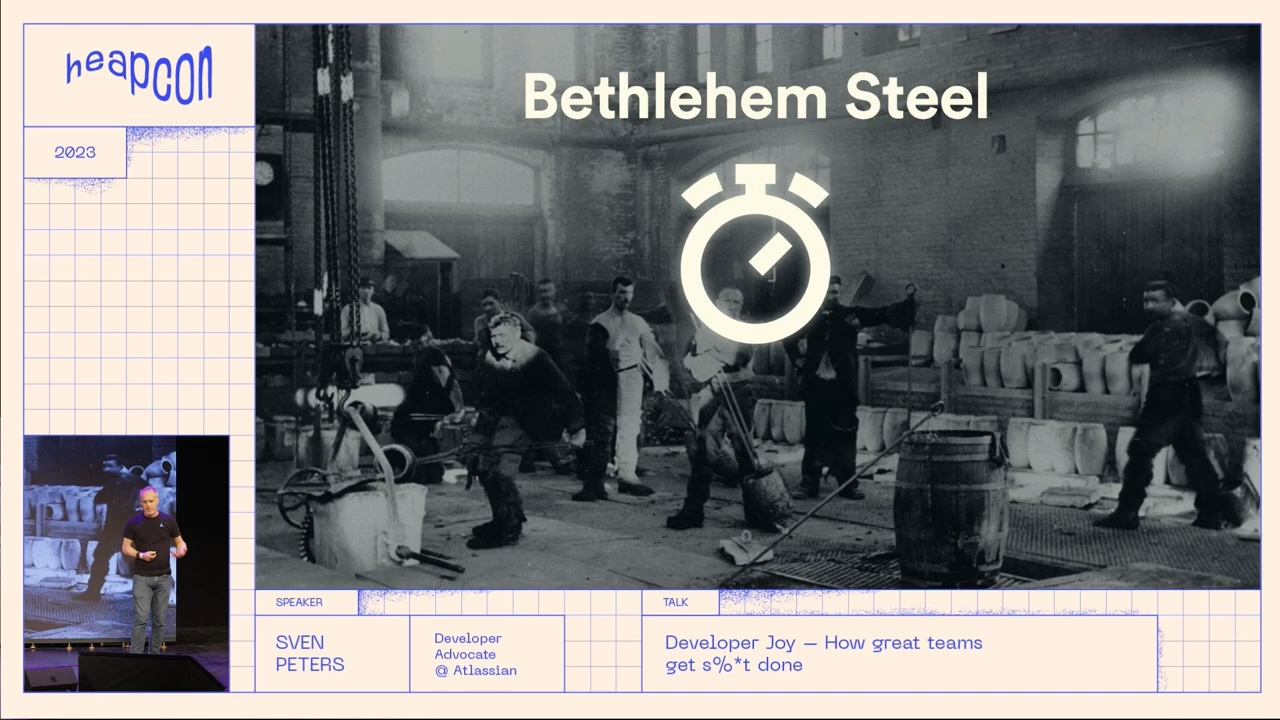 heapcon
2023
Bethlehem Steel
SPEAKER
SVEN
PETERS
Developer
Advocate
@ Atlassian
TALK
Developer Joy – How great teams
get s%*t done